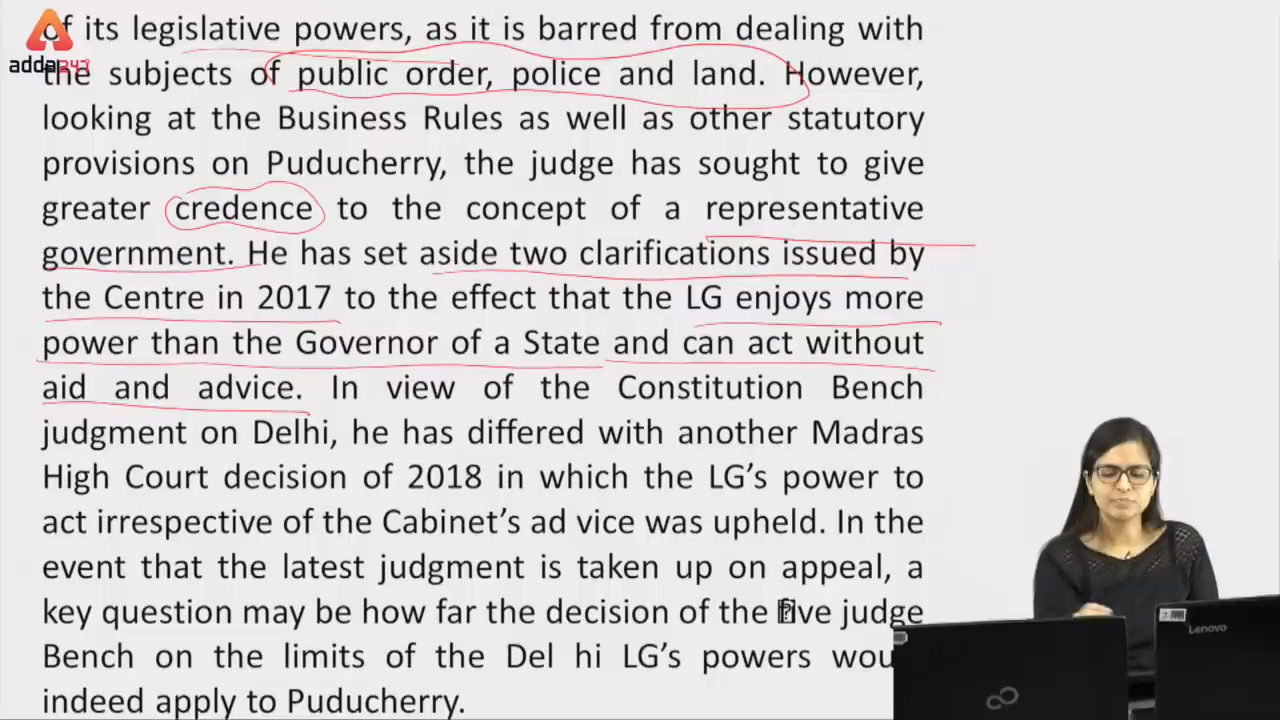 of its legislative powers, as it is barred from dealing with
adda247
the subjects of public order, police and land. However,
looking at the Business Rules as well as other statutory
provisions on Puducherry, the judge has sought to give
greater credence to the concept of a representative
government. He has set aside two clarifications issued by
the Centre in 2017 to the effect that the LG enjoys more
power than the Governor of a State and can act without
aid and advice. In view of the Constitution Bench
judgment on Delhi, he has differed with another Madras
High Court decision of 2018 in which the LG’s power to
act irrespective of the Cabinet’s ad vice was upheld. In the
event that the latest judgment is taken up on appeal, a
key question may be how far the decision of the judge
Bench on the limits of the Del hi LG’s powers
indeed apply to Puducherry.
Lenovo